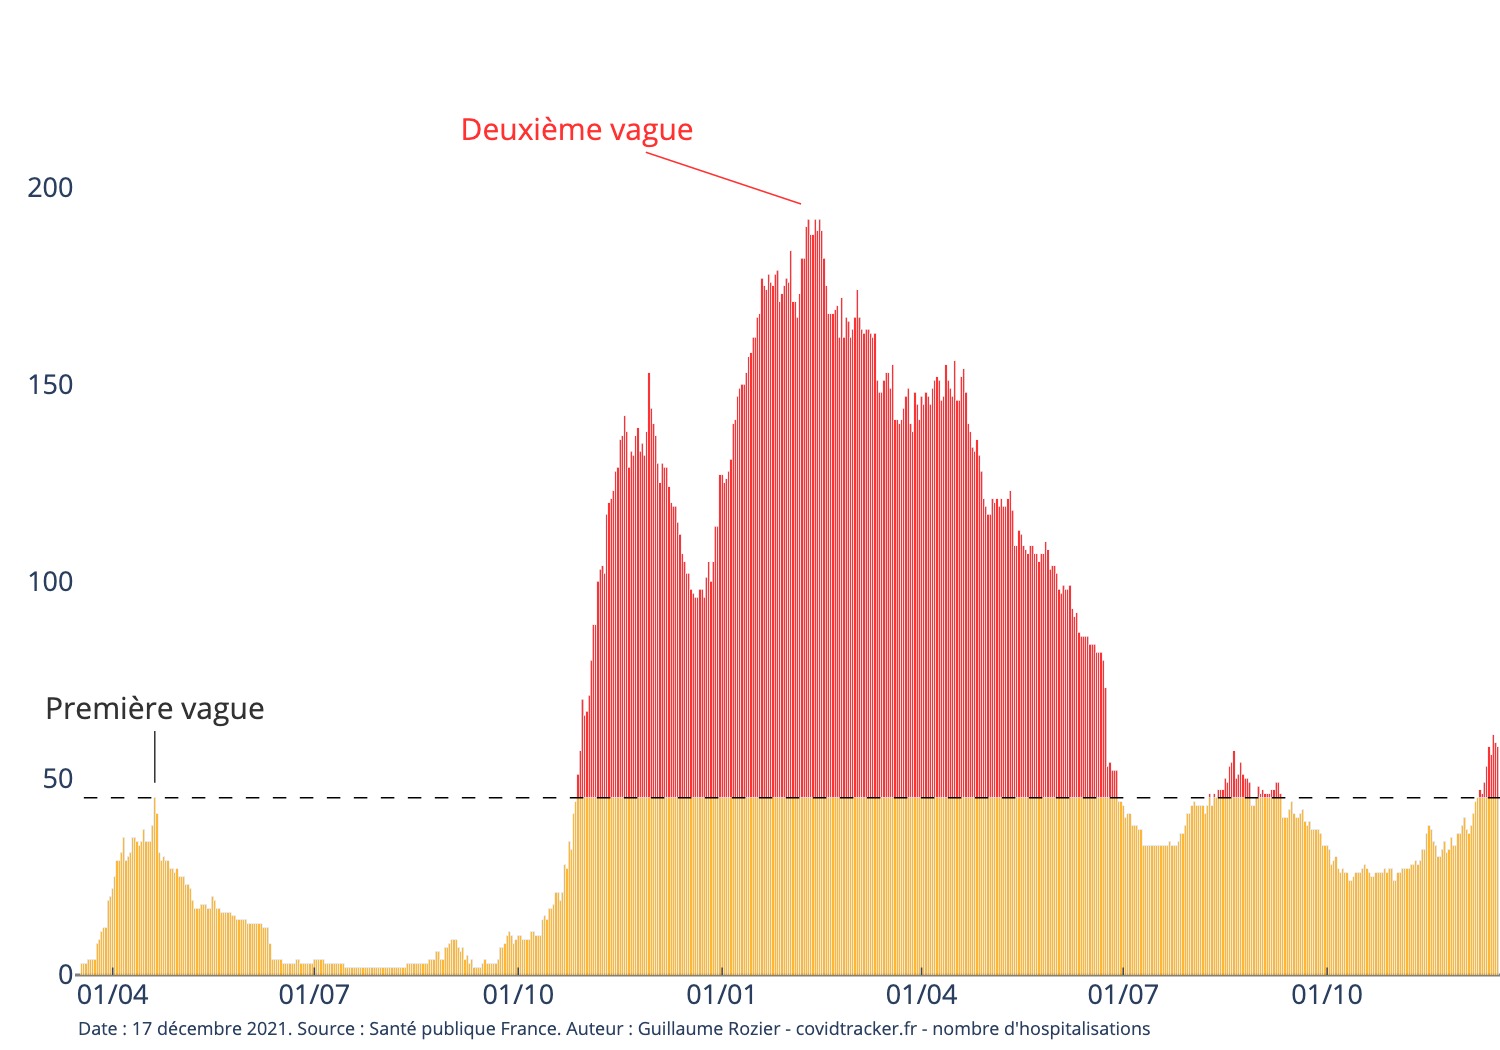 Deuxième vague
200
150
100
Première vague
50
0
01/04 01/07 01/10 01/01 01/04 01/07 01/10
Date : 17 décembre 2021. Source : Santé publique France. Auteur : Guillaume Rozier - covidtracker.fr - nombre d'hospitalisations